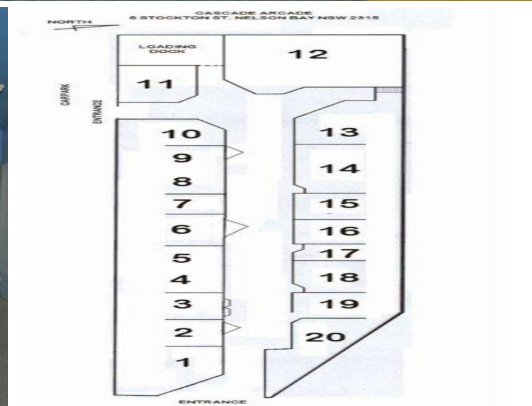 CASCADE ARCADE
5 STOCKTON ST. NELSON BAY NSW 2315
NORTH
LOADING
DOCK
12
11
CARPARK
ENTRANCE
10
13
9
14
8
7
15
6
16
5
17
4
18
3
19
2
20
1
ENTRANCE